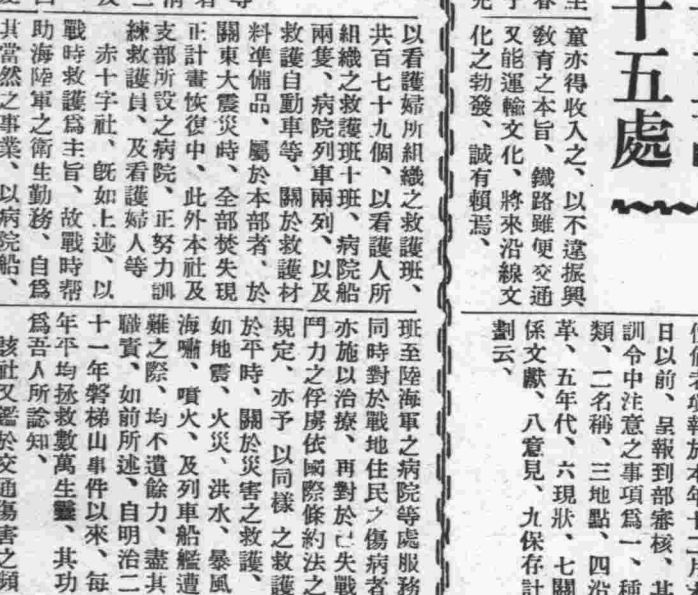 十五處
童亦得收入之、以不違振興
敎育之本旨、鐵路雖便交通
又能運輸文化、將來沿線文
化之勃發、誠有賴焉、
日以前、呈報到部審核、其
訓令中注意之事項爲一、種
類、二名稱、三地點、四沿
革、五年代、六現狀、七關
係文獻、八意見、九保存計
劃云、
以看護婦所組織之救護班、
共百七十九個、以看護人所
組織之救護班十班、病院船
兩隻、病院列車兩列、以及
救護自動車等、關於救護材
料準備品、屬於本部者、於
關東大震災時、全部焚失現
正計畫恢復中、此外本社及
支部所設之病院、正努力訓
練救護員、及看護婦人等
赤十字社、旣如上述、以
戰時救護爲主旨、故戰時帮
助海陸軍之衛生勤務、自爲
其當然之事業、以病院船、
班至陸海軍之病院等處服務
同時對於戰地住民之傷病者
亦施以治療、再對於已失戰
鬥力之俘虜依國際條約法之
規定、亦予以同樣之救護
於平時、關於災害之救護、
如地震、火災、洪水、暴風
海嘯、噴火、及列車船艦遭
難之際、均不遺餘力、盡其
職責、如前所述、自明治二
十一年磐梯山事件以來、每
年平均拯救數萬生靈、其功
爲吾人所諗知、
該社又鑑於交通傷害之頻